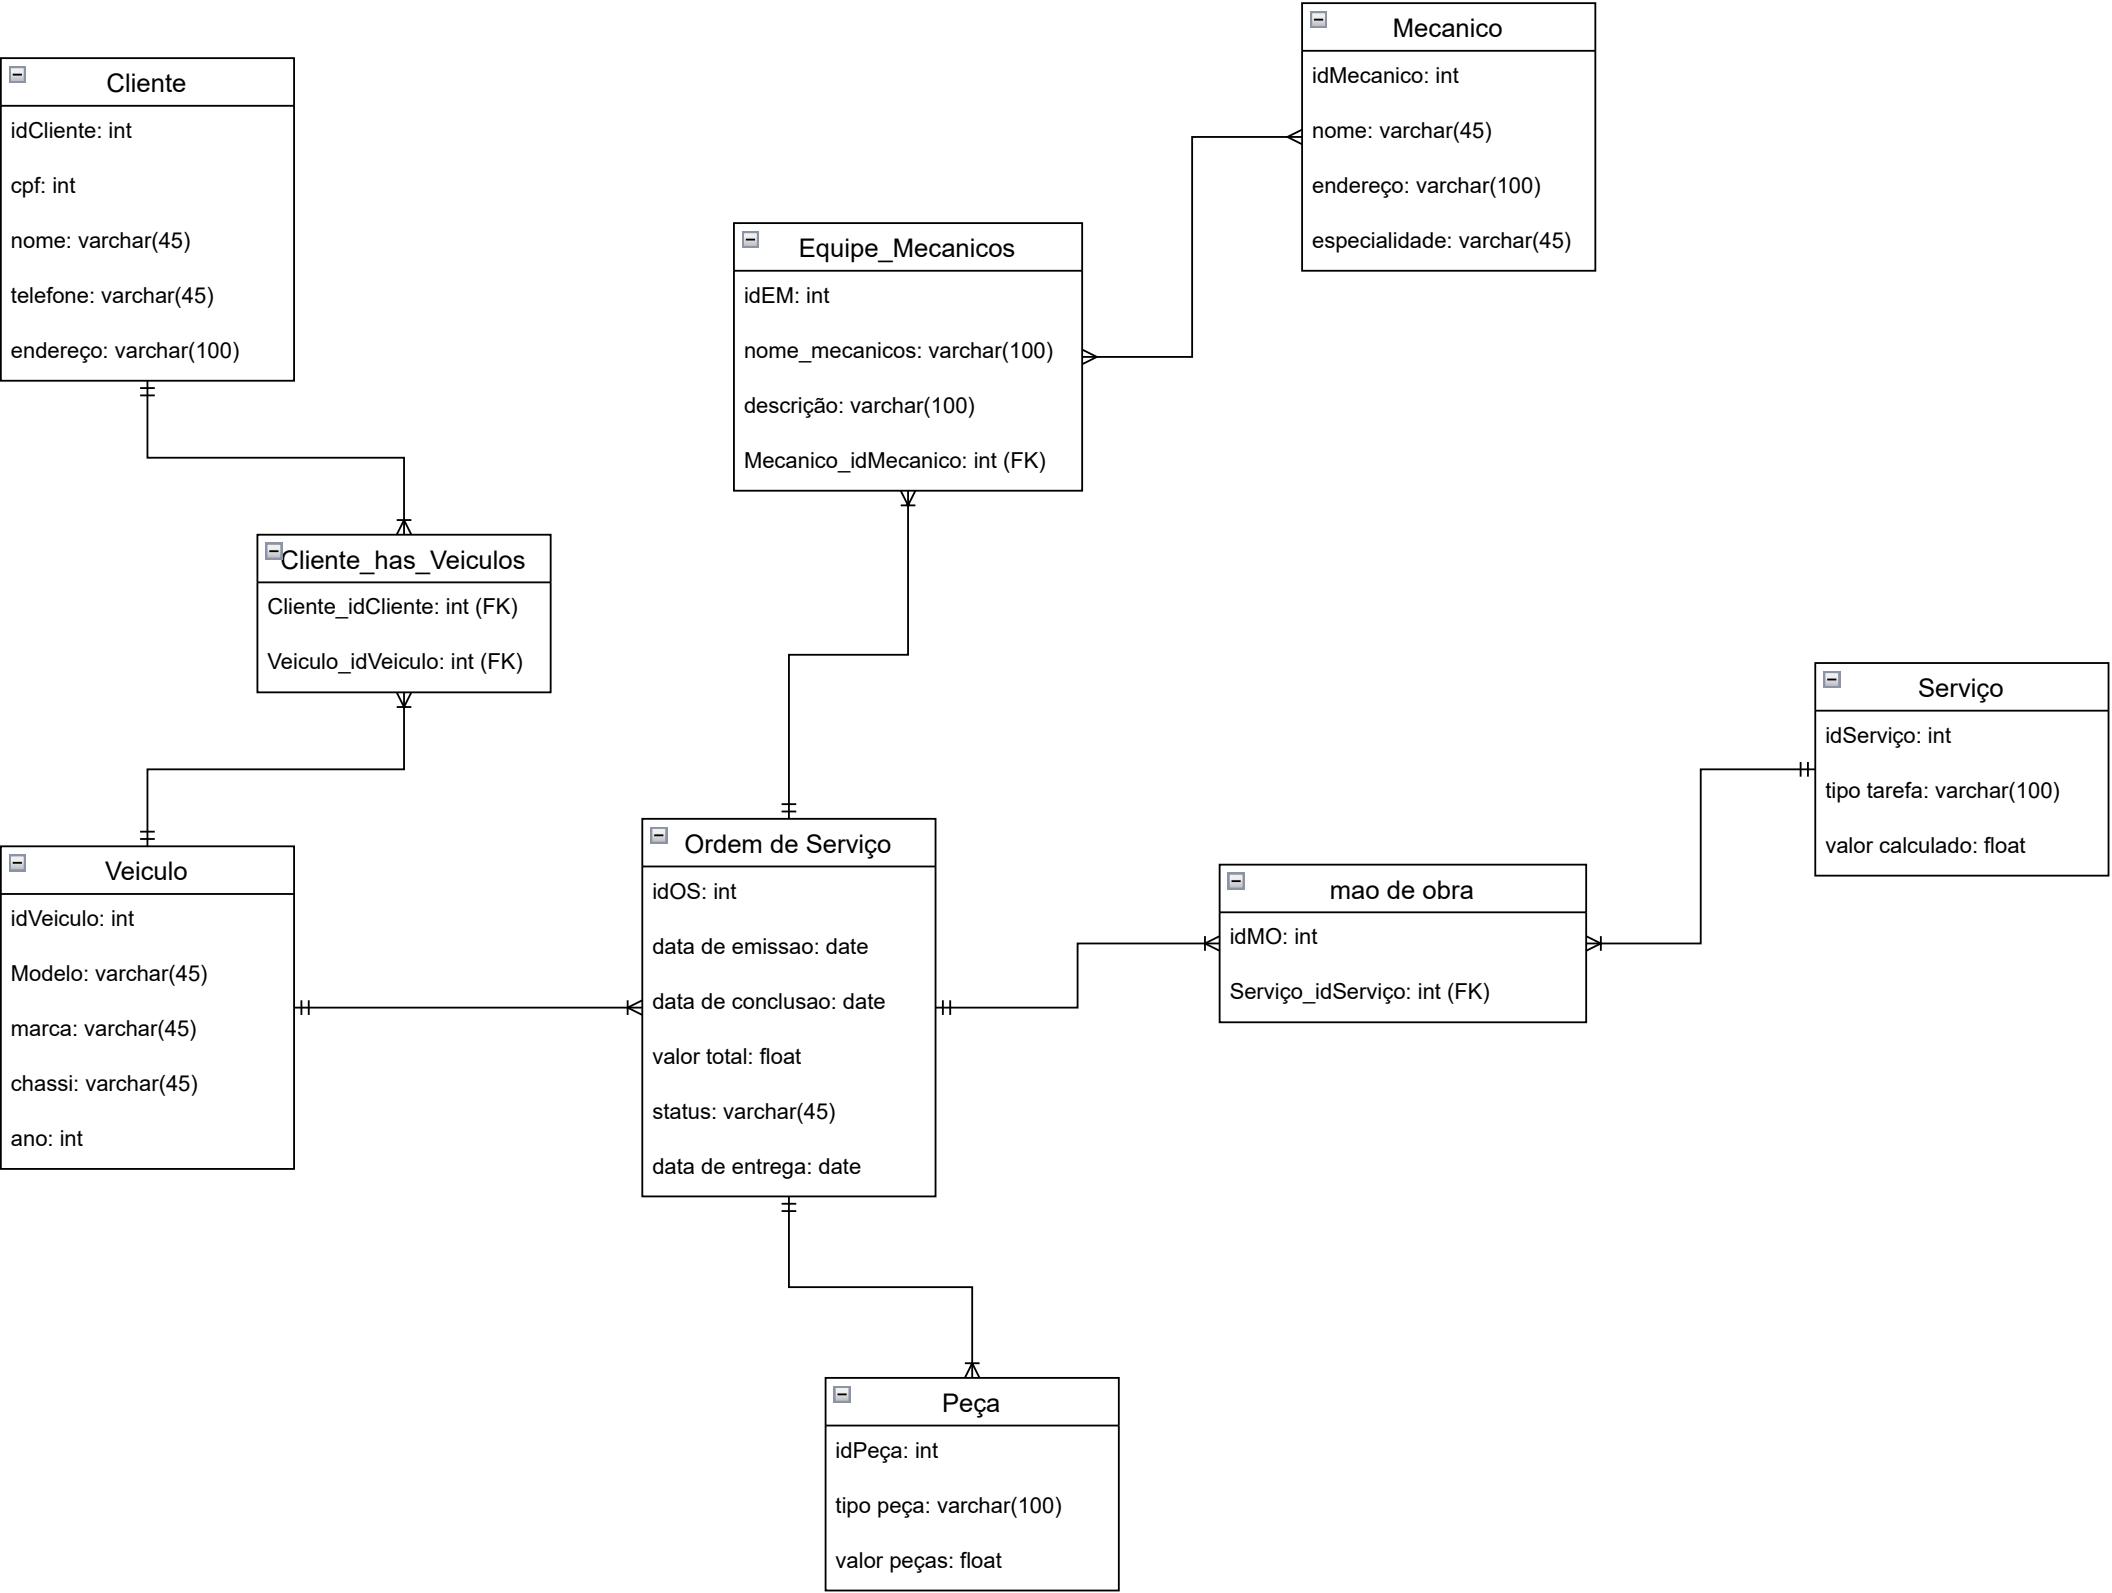 Mecanico
idMecanico: int
nome: varchar(45)
endereço: varchar(100)
especialidade: varchar(45)
Cliente
idCliente: int
cpf: int
nome: varchar(45)
telefone: varchar(45)
endereço: varchar(100)
Equipe_Mecanicos
idEM: int
nome_mecanicos: varchar(100)
descrição: varchar(100)
Mecanico_idMecanico: int (FK)
Cliente_has_Veiculos
Cliente_idCliente: int (FK)
Veiculo_idVeiculo: int (FK)
Serviço
idServiço: int
tipo tarefa: varchar(100)
valor calculado: float
Veiculo
idVeiculo: int
Modelo: varchar(45)
marca: varchar(45)
chassi: varchar(45)
ano: int
Ordem de Serviço
idOS: int
data de emissao: date
data de conclusao: date
valor total: float
status: varchar(45)
data de entrega: date
mao de obra
idMO: int
Serviço_idServiço: int (FK)
Peça
idPeça: int
tipo peça: varchar(100)
valor peças: float